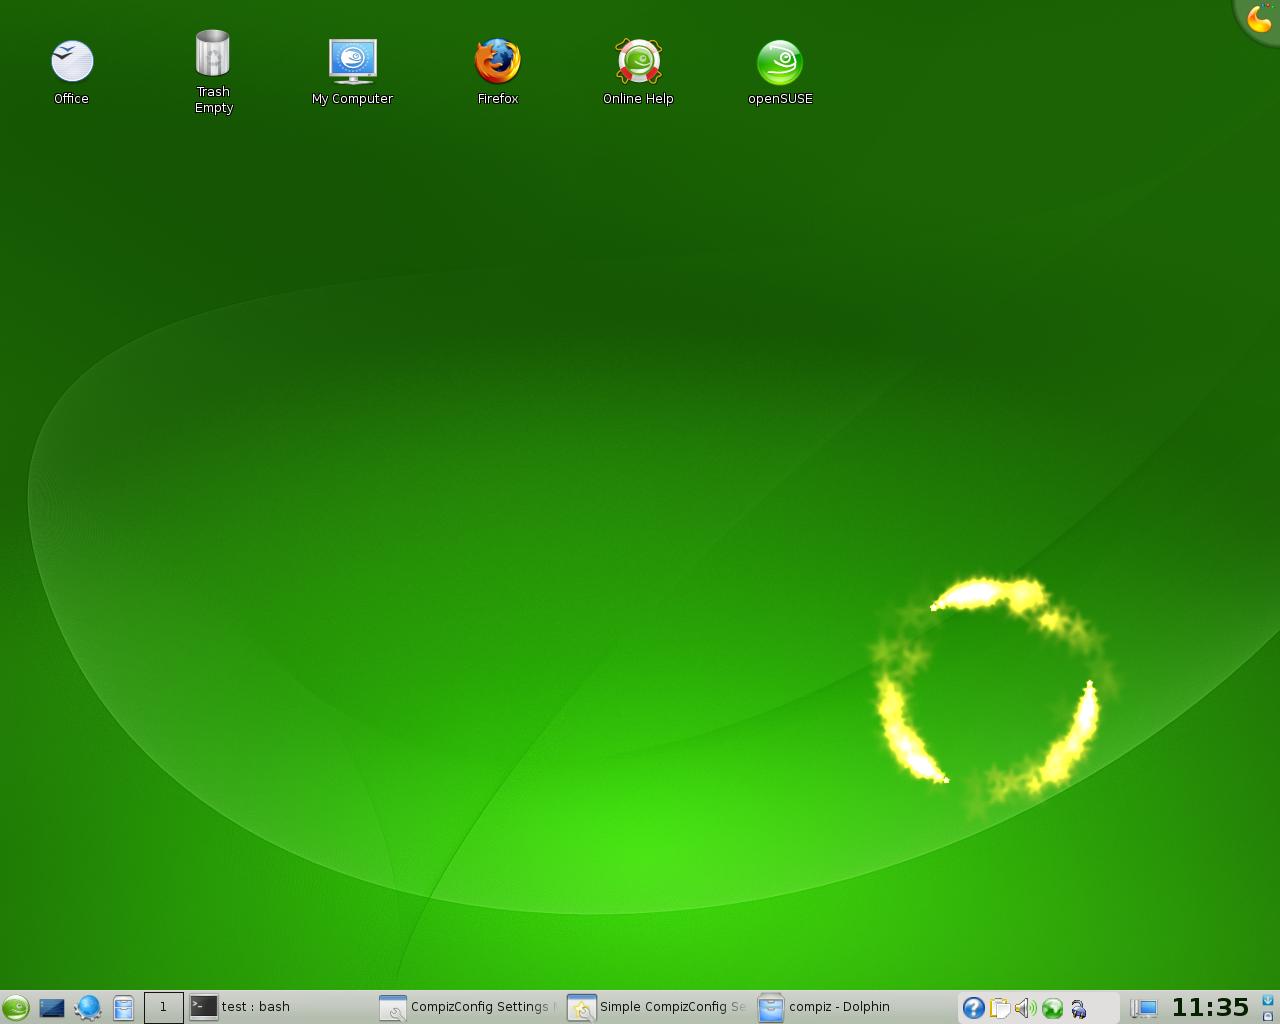 Office
Trash
Empty
My Computer
Firefox
Online Help
openSUSE
1
test : bash
CompizConfig Settings
Simple CompizConfig Se
compiz - Dolphin
11:35